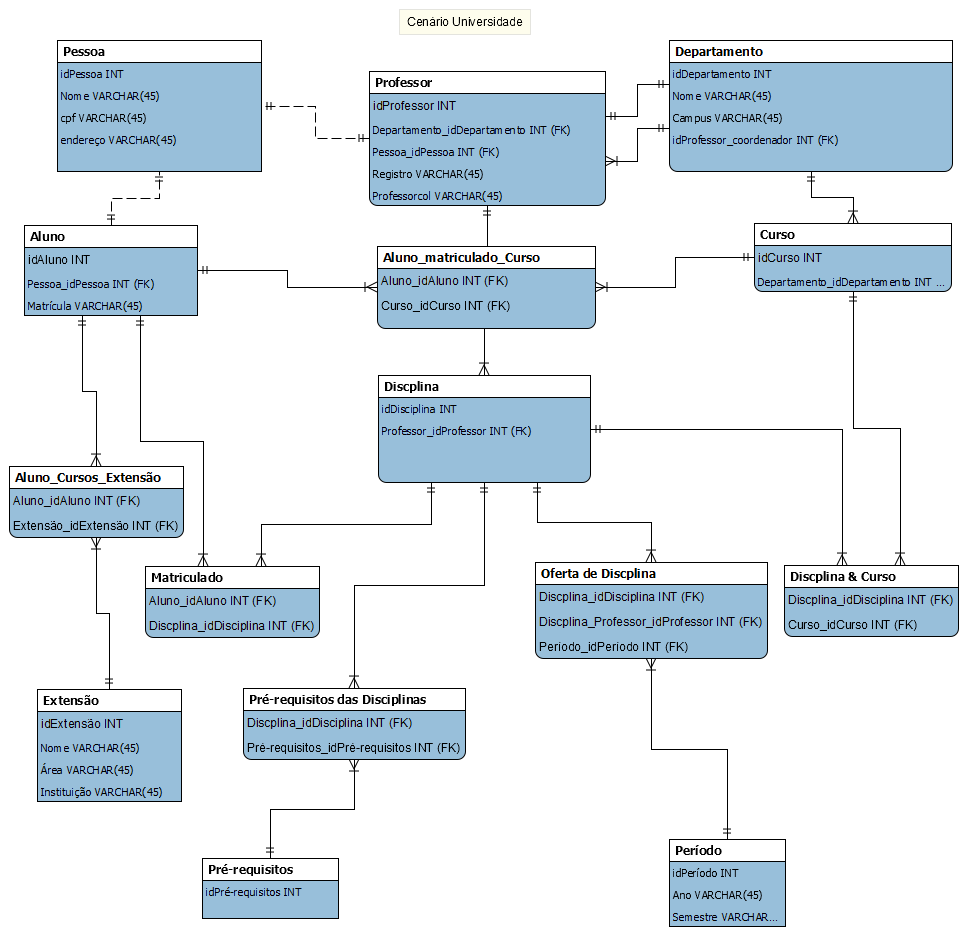 Cenário Universidade
Pessoa
idPessoa INT
Nome VARCHAR(45)
cpf VARCHAR(45)
endereço VARCHAR(45)
Professor
idProfessor INT
Departamento_idDepartamento INT (FK)
Pessoa_idPessoa INT (FK)
Registro VARCHAR(45)
Professorcol VARCHAR(45)
Departamento
idDepartamento INT
Nome VARCHAR(45)
Campus VARCHAR(45)
idProfessor_coordenador INT (FK)
Aluno
idAluno INT
Pessoa_idPessoa INT (FK)
Matrícula VARCHAR(45)
Aluno_matriculado_Curso
Aluno_idAluno INT (FK)
Curso_idCurso INT (FK)
Curso
idCurso INT
Departamento_idDepartamento INT ...
Discplina
idDisciplina INT
Professor_idProfessor INT (FK)
Aluno_Cursos_Extensão
Aluno_idAluno INT (FK)
Extensão_idExtensão INT (FK)
Matriculado
Aluno_idAluno INT (FK)
Discplina_idDisciplina INT (FK)
Oferta de Discplina
Discplina_idDisciplina INT (FK)
Discplina_Professor_idProfessor INT (FK)
Período_idPeríodo INT (FK)
Discplina & Curso
Discplina_idDisciplina INT (FK)
Curso_idCurso INT (FK)
Extensão
idExtensão INT
Nome VARCHAR(45)
Área VARCHAR(45)
Instituição VARCHAR(45)
Pré-requisitos das Disciplinas
Discplina_idDisciplina INT (FK)
Pré-requisitos_idPré-requisitos INT (FK)
Pré-requisitos
idPré-requisitos INT
Período
idPeríodo INT
Ano VARCHAR(45)
Semestre VARCHAR...